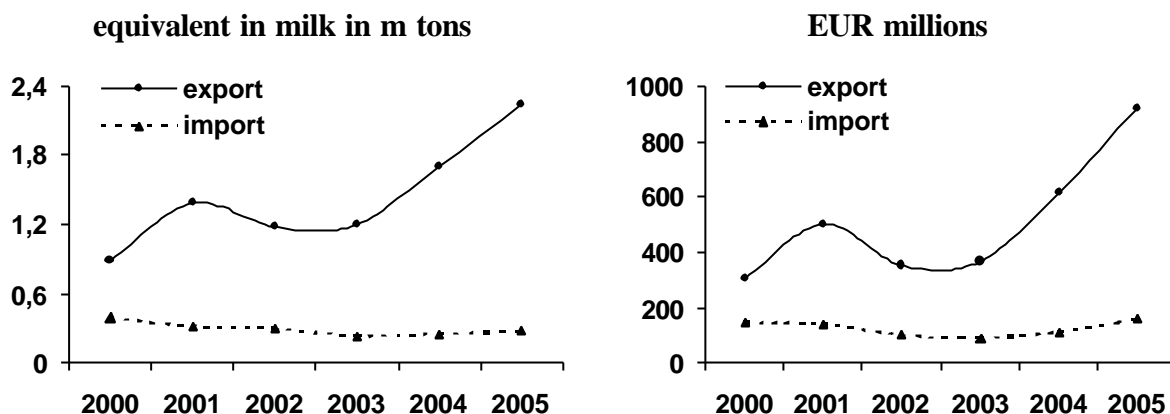 equivalent in milk in m tons
export
import
2,4
1,8
1,2
0,6
0
2000 2001 2002 2003 2004 2005
EUR millions
export
import
1000
800
600
400
200
0
2000 2001 2002 2003 2004 2005